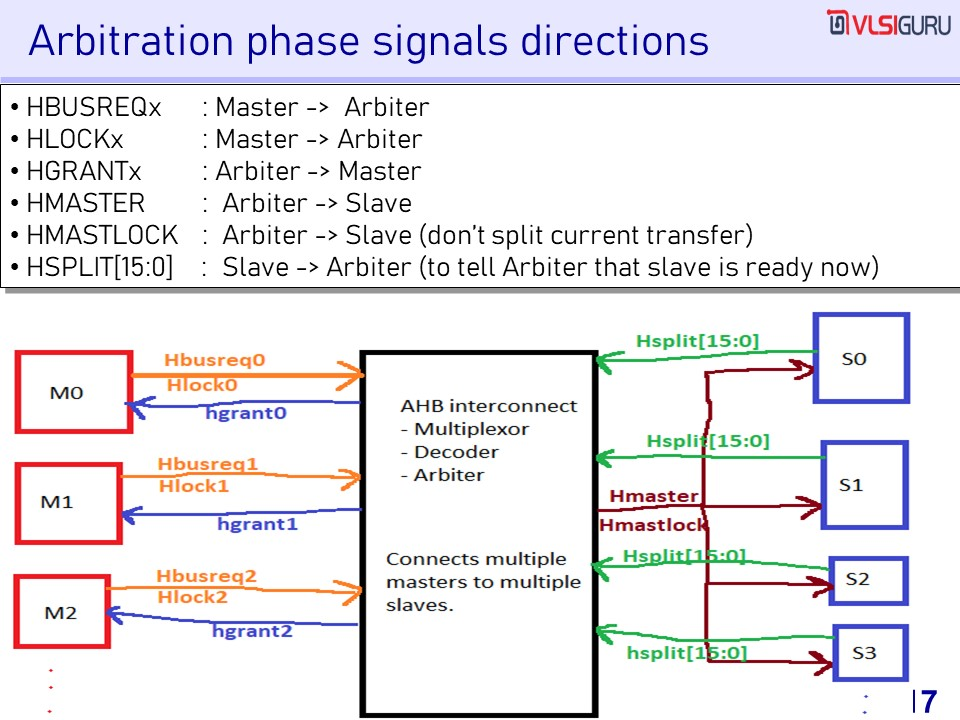 Arbitration phase signals directions
VLSIGURU
• HBUSREQx : Master -> Arbiter
• HLOCKx : Master -> Arbiter
• HGRANTx : Arbiter -> Master
• HMASTER : Arbiter -> Slave
• HMASTLOCK : Arbiter -> Slave (don't split current transfer)
• HSPLIT[15:0] : Slave -> Arbiter (to tell Arbiter that slave is ready now)
M0
Hbusreq0
Hlock0
hgrant0
M1
Hbusreq1
Hlock1
hgrant1
M2
Hbusreq2
Hlock2
hgrant2
AHB interconnect
- Multiplexor
- Decoder
- Arbiter
Connects multiple
masters to multiple
slaves.
Hsplit[15:0]
S0
Hsplit[15:0]
S1
Hmaster
Hmastlock
Hsplit[15:0]
S2
hsplit[15:0]
S3
17